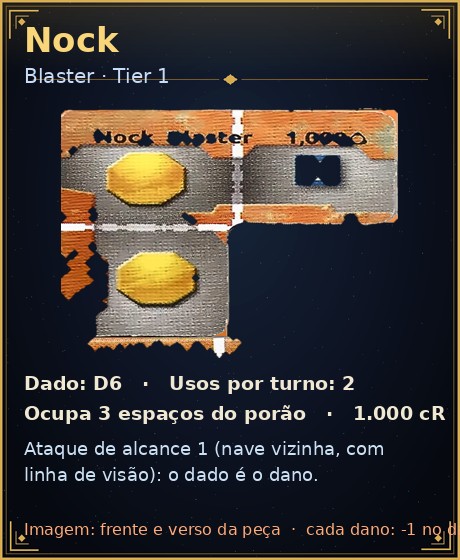 Nock
Blaster · Tier 1
Nock Blaster 1,000
Dado: D6 · Usos por turno: 2
Ocupa 3 espaços do porão · 1.000 cR
Ataque de alcance 1 (nave vizinha, com
linha de visão): o dado é o dano.
Imagem: frente e verso da peça · cada dano: -1 no d